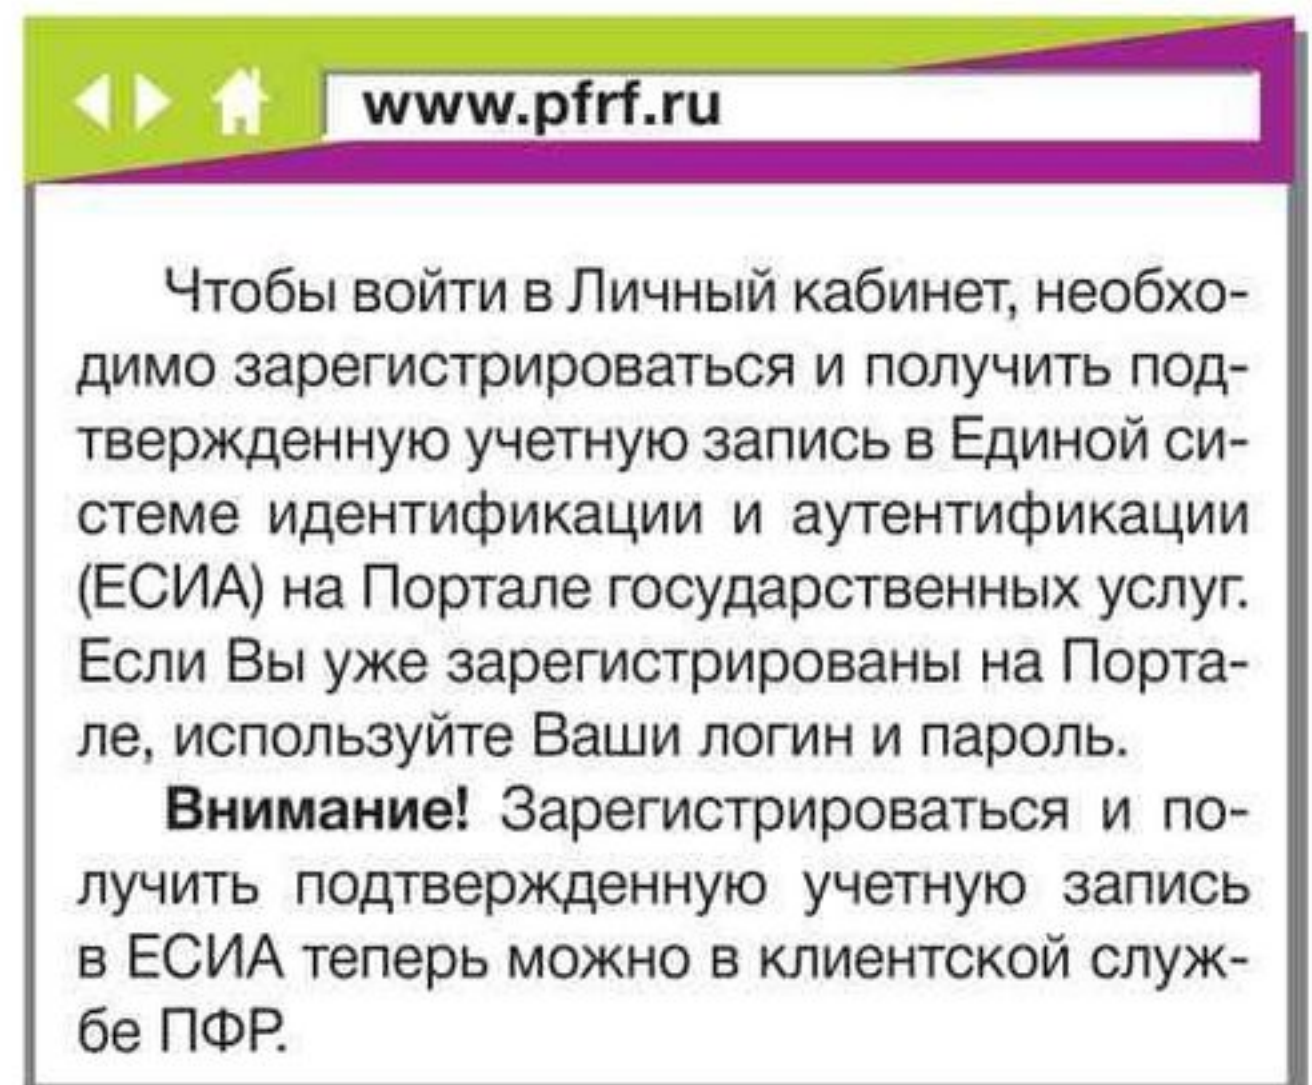 www.pfrf.ru
Чтобы войти в Личный кабинет, необхо-
димо зарегистрироваться и получить под-
твержденную учетную запись в Единой си-
стеме идентификации и аутентификации
(ЕСИА) на Портале государственных услуг.
Если Вы уже зарегистрированы на Порта-
ле, используйте Ваши логин и пароль.
Внимание! Зарегистрироваться и по-
лучить подтвержденную учетную запись
в ЕСИА теперь можно в клиентской служ-
бе ПФР.